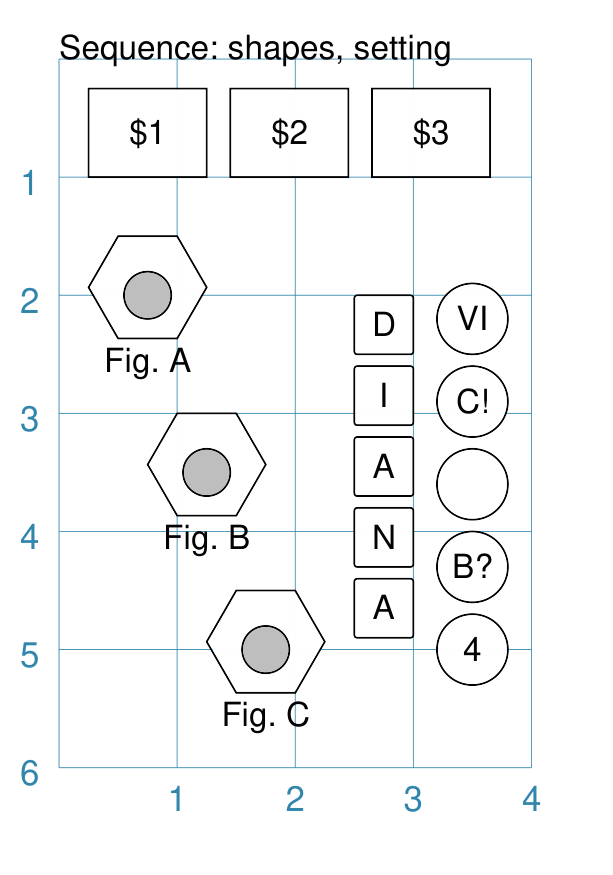 Sequence: shapes, setting
$1 $2 $3
1
2
3
4
5
6
Fig. A
Fig. B
Fig. C
D
I
A
N
A
VI
C!
B?
4
1 2 3 4